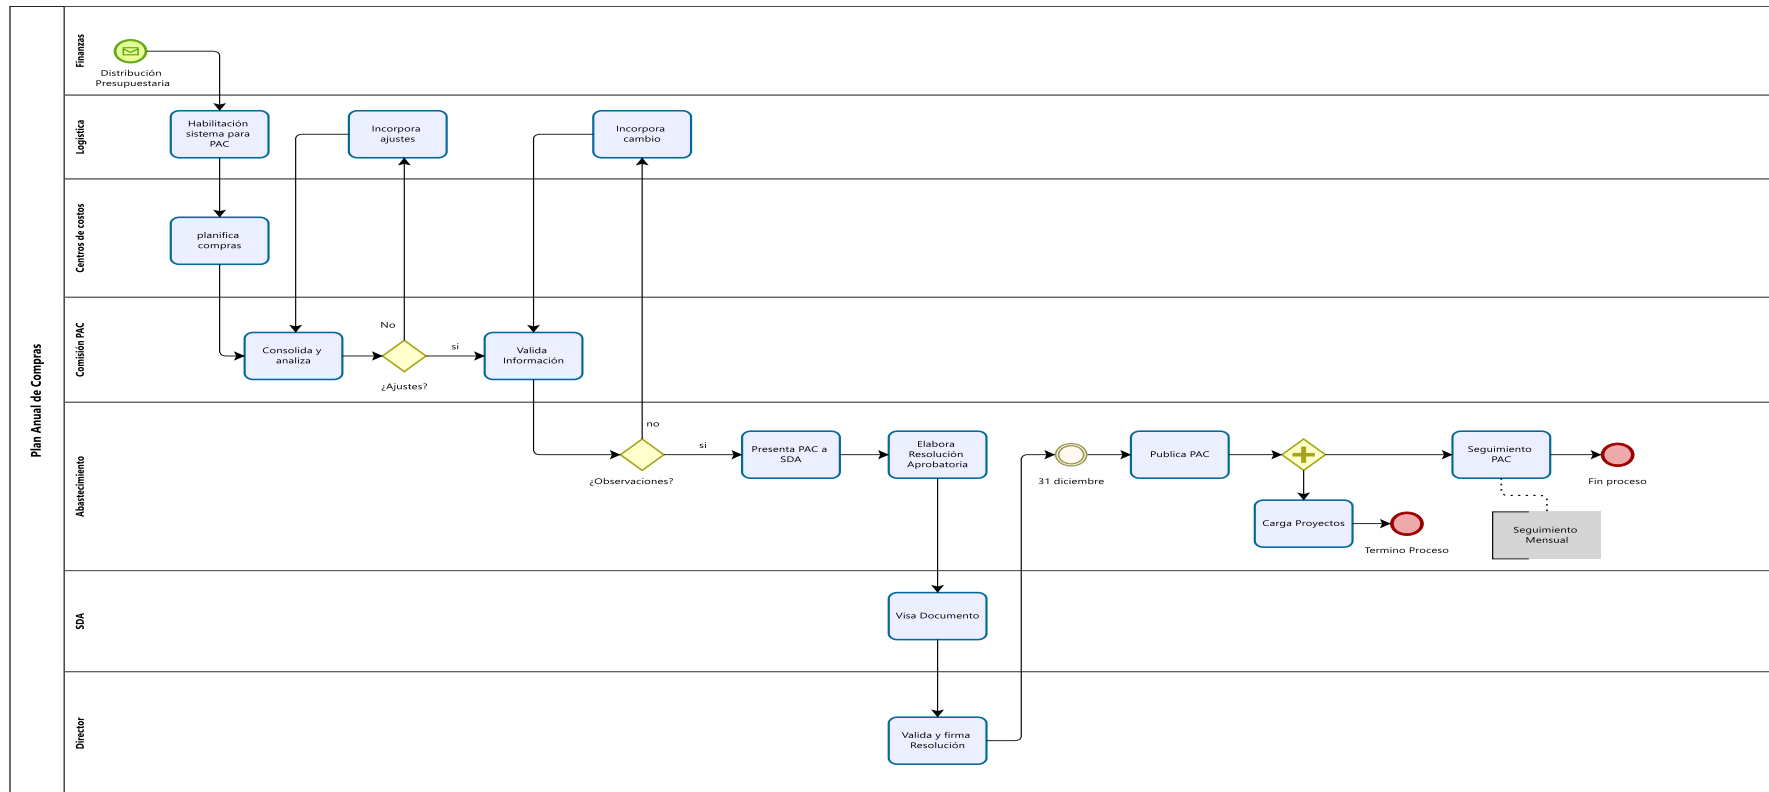 Plan Anual de Compras
Finanzas
Distribución
Presupuestaria
Logística
Habilitación
sistema para
PAC
Incorpora
ajustes
Incorpora
cambio
Centros de costos
planifica
compras
Comisión PAC
Consolida y
analiza
No
¿Ajustes?
si
Valida
Información
Abastecimiento
no
¿Observaciones?
si
Presenta PAC a
SDA
Elabora
Resolución
Aprobatoria
31 diciembre
Publica PAC
Carga Proyectos
Termino Proceso
Seguimiento
PAC
Fin proceso
Seguimiento
Mensual
SDA
Visa Documento
Director
Valida y firma
Resolución